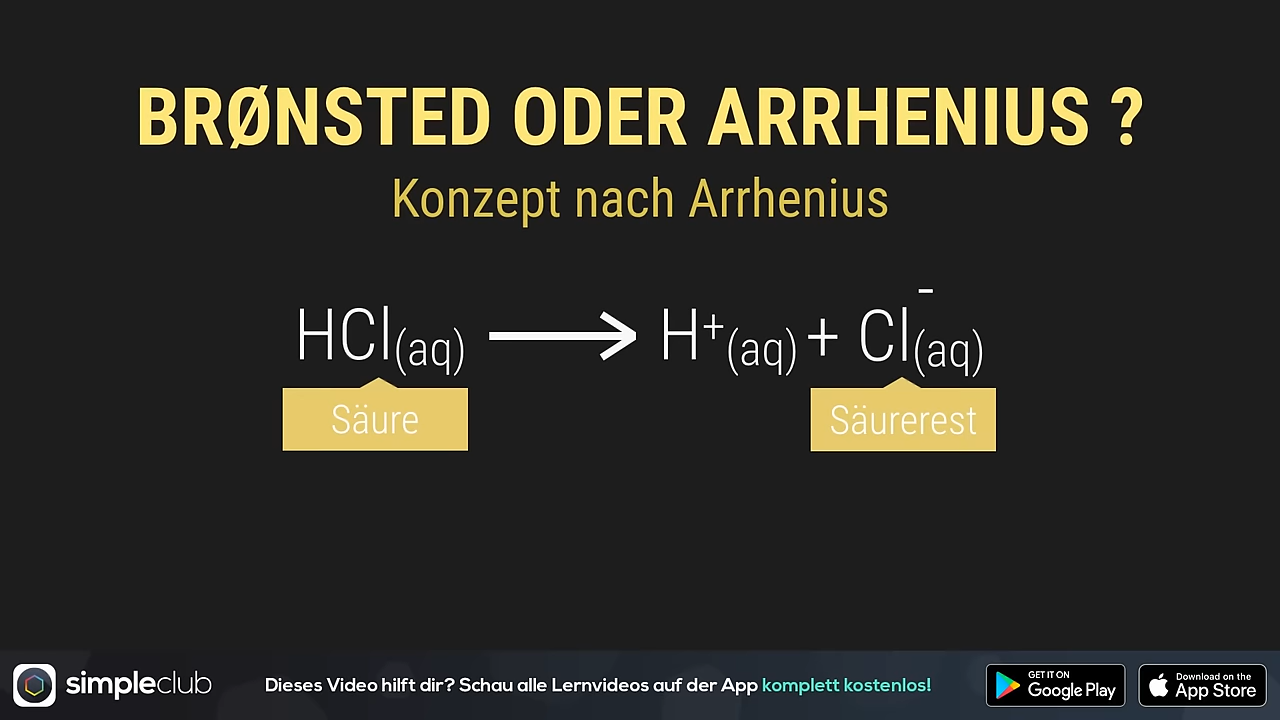 BRØNSTED ODER ARRHENIUS ?
Konzept nach Arrhenius
HCl(aq) ⟶ H⁺(aq) + Cl⁻(aq)
Säure Säurerest
simpleclub Dieses Video hilft dir? Schau alle Lernvideos auf der App komplett kostenlos!
GET IT ON
Google Play
Download on the
App Store